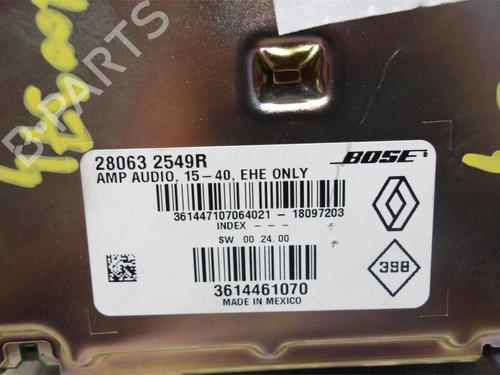 28063 2549R
BOSE
AMP AUDIO, 15-40, EHE ONLY
361447107064021 - 18097203
INDEX - - -
SW 00 24. 00
398
3614461070
MADE IN MEXICO
B-Parts